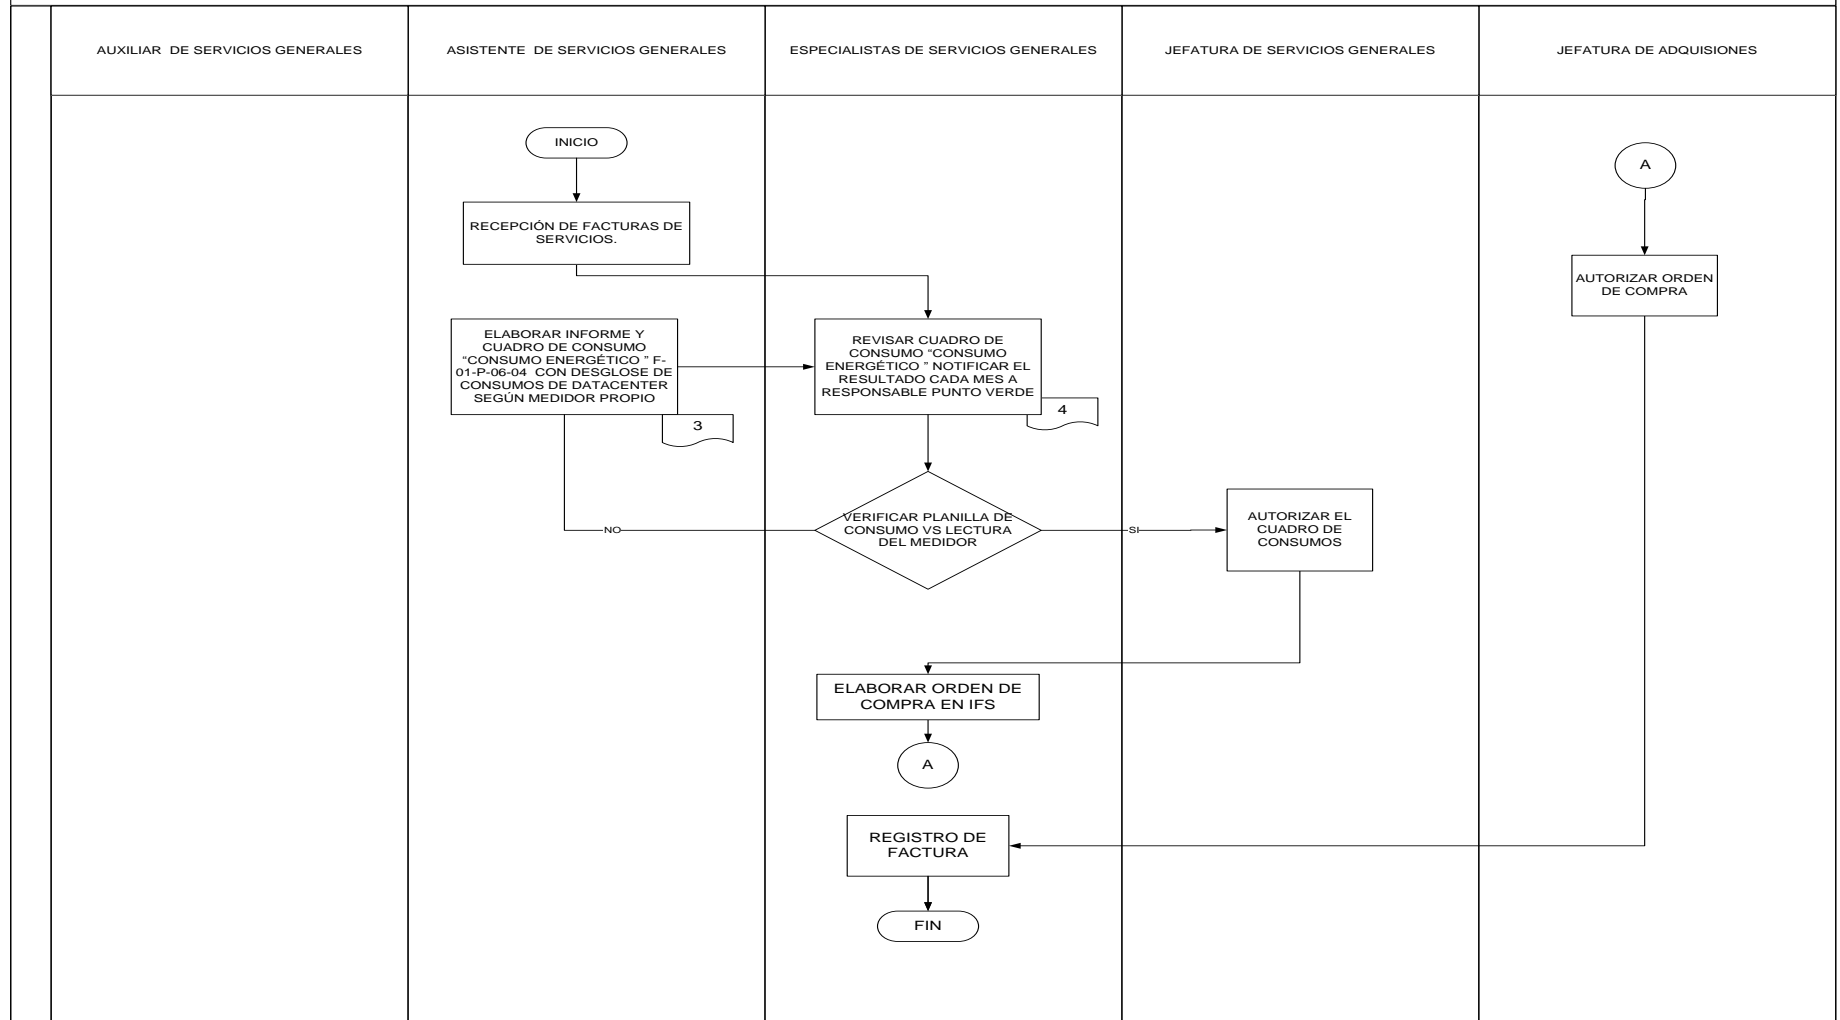 AUXILIAR DE SERVICIOS GENERALES
ASISTENTE DE SERVICIOS GENERALES
ESPECIALISTAS DE SERVICIOS GENERALES
JEFATURA DE SERVICIOS GENERALES
JEFATURA DE ADQUISIONES
INICIO
A
RECEPCIÓN DE FACTURAS DE
SERVICIOS.
AUTORIZAR ORDEN
DE COMPRA
ELABORAR INFORME Y
CUADRO DE CONSUMO
“CONSUMO ENERGÉTICO ” F-
01-P-06-04 CON DESGLOSE DE
CONSUMOS DE DATACENTER
SEGÚN MEDIDOR PROPIO
3
REVISAR CUADRO DE
CONSUMO “CONSUMO
ENERGÉTICO ” NOTIFICAR EL
RESULTADO CADA MES A
RESPONSABLE PUNTO VERDE
4
NO
VERIFICAR PLANILLA DE
CONSUMO VS LECTURA
DEL MEDIDOR
SI
AUTORIZAR EL
CUADRO DE
CONSUMOS
ELABORAR ORDEN DE
COMPRA EN IFS
A
REGISTRO DE
FACTURA
FIN